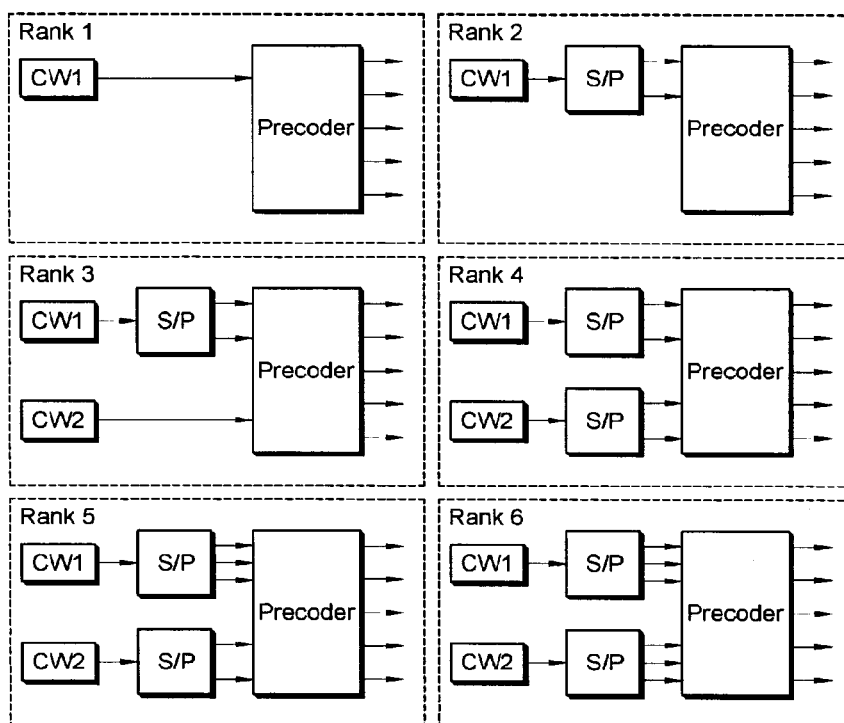 Rank 1
CW1
Precoder
Rank 2
CW1
S/P
Precoder
Rank 3
CW1
S/P
CW2
Precoder
Rank 4
CW1
S/P
CW2
S/P
Precoder
Rank 5
CW1
S/P
CW2
S/P
Precoder
Rank 6
CW1
S/P
CW2
S/P
Precoder